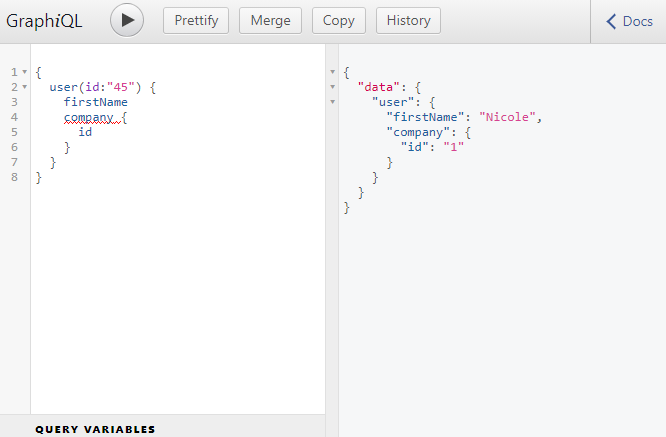 GraphiQL Prettify Merge Copy History Docs
1 {
2 user(id:"45") {
3 firstName
4 company {
5 id
6 }
7 }
8 }
{
"data": {
"user": {
"firstName": "Nicole",
"company": {
"id": "1"
}
}
}
}
QUERY VARIABLES